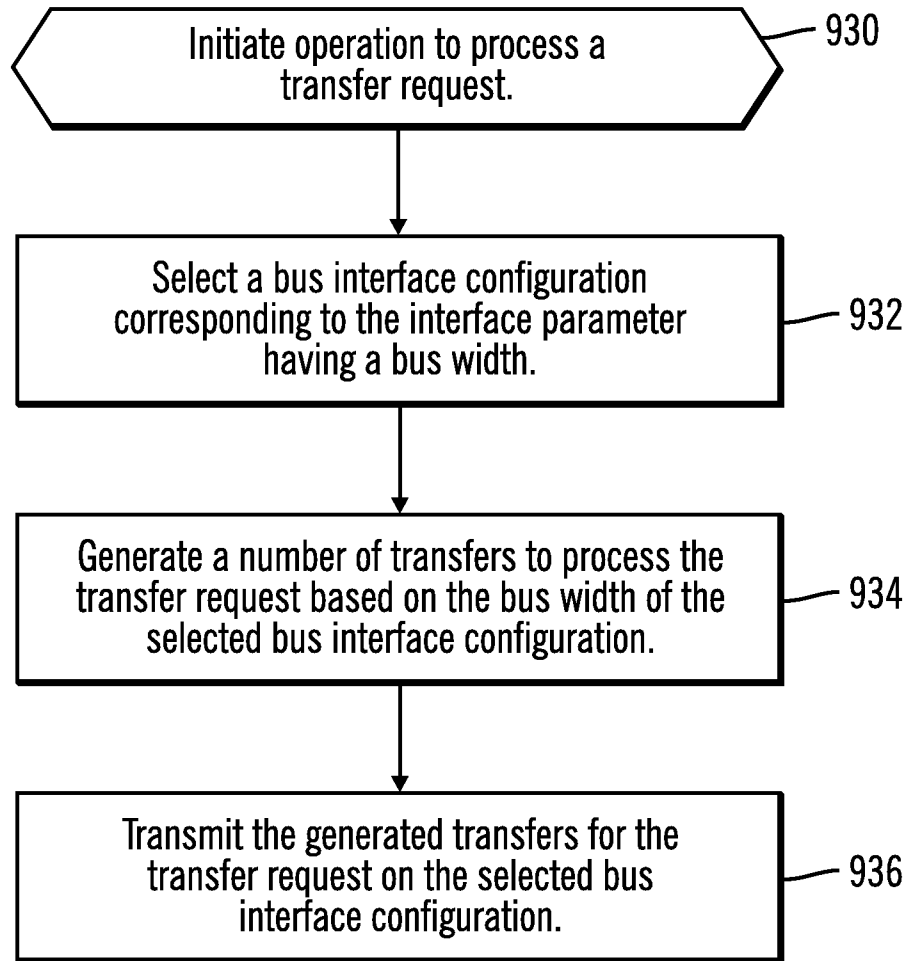 Initiate operation to process a
transfer request.
930
Select a bus interface configuration
corresponding to the interface parameter
having a bus width.
932
Generate a number of transfers to process the
transfer request based on the bus width of the
selected bus interface configuration.
934
Transmit the generated transfers for the
transfer request on the selected bus
interface configuration.
936